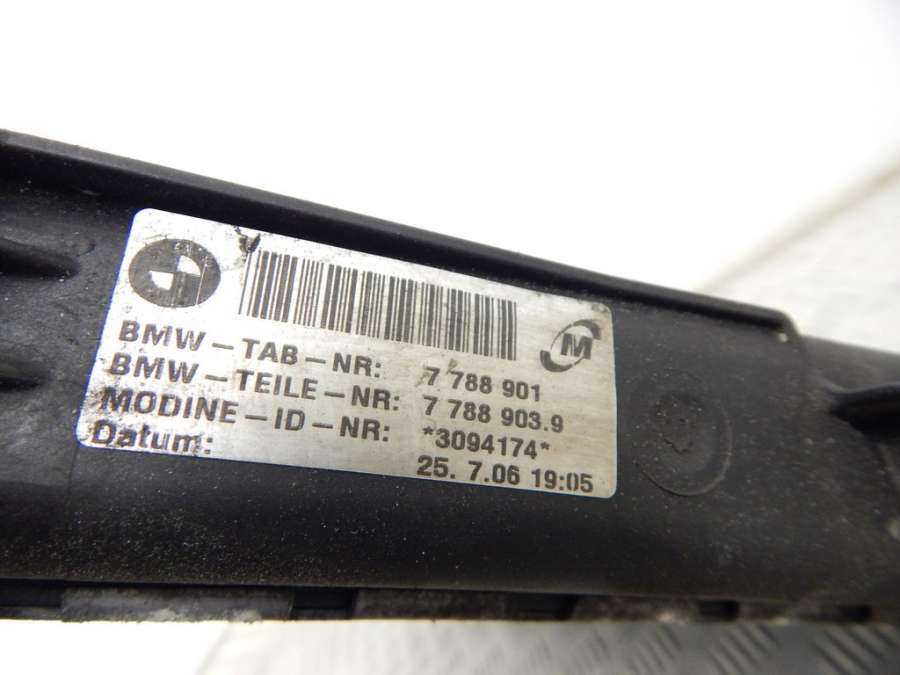 M
BMW-TAB-NR: 7 788 901
BMW-TEILE-NR: 7 788 903.9
MODINE-ID-NR: *3094174*
Datum: 25. 7.06 19:05